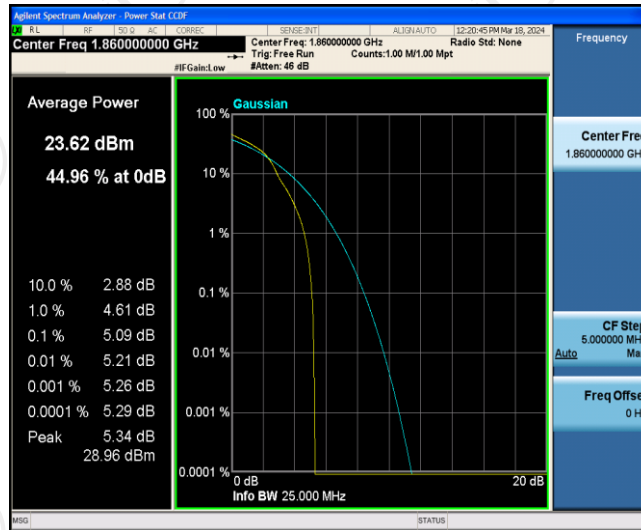 Agilent Spectrum Analyzer - Power Stat CCDF
RL RF 50 Ω AC CORREC SENSE:INT ALIGNAUTO 12:20:45 PM Mar 18, 2024
Center Freq 1.860000000 GHz
Center Freq: 1.860000000 GHz Radio Std: None
Trig: Free Run Counts:1.00 M/1.00 Mpt
#IFGain:Low #Atten: 46 dB
Frequency
Average Power
23.62 dBm
44.96 % at 0dB
10.0 % 2.88 dB
1.0 % 4.61 dB
0.1 % 5.09 dB
0.01 % 5.21 dB
0.001 % 5.26 dB
0.0001 % 5.29 dB
Peak 5.34 dB
28.96 dBm
Gaussian
100 %
10 %
1 %
0.1 %
0.01 %
0.001 %
0.0001 %
0 dB 20 dB
Info BW 25.000 MHz
Center Fre
1.860000000 GH
CF Ste
5.000000 MH
Auto Ma
Freq Offse
0 H
MSG STATUS